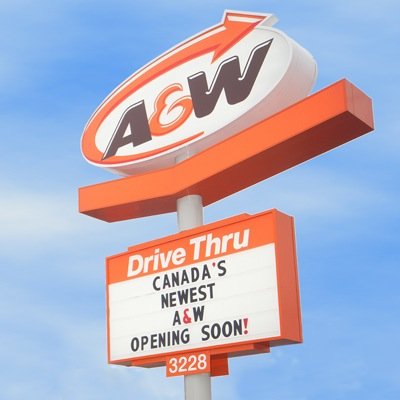 A&W
Drive Thru
CANADA'S
NEWEST
A&W
OPENING SOON!
3228